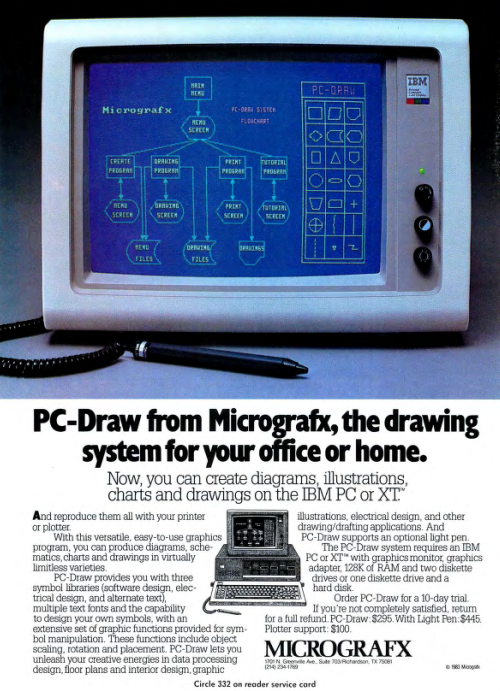 Micrografx
MAIN
MENU
MENU
SCREEN
PC-DRAW SYSTEM
FLOWCHART
PC-DRAW
IBM
CREATE
PROGRAM
DRAWING
PROGRAM
PRINT
PROGRAM
TUTORIAL
PROGRAM
MENU
SCREEN
DRAWING
SCREEN
PRINT
SCREEN
TUTORIAL
SCREEN
MENU
FILES
DRAWING
FILES
DRAWINGS
PC-Draw from Micrografx, the drawing
system for your office or home.
Now, you can create diagrams, illustrations,
charts and drawings on the IBM PC or XT.™
And reproduce them all with your printer
or plotter.
With this versatile, easy-to-use graphics
program, you can produce diagrams, sche-
matics, charts and drawings in virtually
limitless varieties.
PC-Draw provides you with three
symbol libraries (software design, elec-
trical design, and alternate text),
multiple text fonts and the capability
to design your own symbols, and an
extensive set of graphic functions provided for sym-
bol manipulation. These functions include object
scaling, rotation and placement. PC-Draw lets you
unleash your creative energies in data processing
design, floor plans and interior design, graphic
illustrations, electrical design, and other
drawing/drafting applications. And
PC-Draw supports an optional light pen.
The PC-Draw system requires an IBM
PC or XT™ with graphics monitor, graphics
adapter, 128K of RAM and two diskette
drives or one diskette drive and a
hard disk.
Order PC-Draw for a 10-day trial.
If you're not completely satisfied, return
for a full refund. PC-Draw: $295. With Light Pen: $445.
Plotter support: $100.
MICROGRAFX
1701 N. Greenville Ave., Suite 703/Richardson, TX 75081
(214) 234-1769
© 1983 Micrografx
Circle 332 on reader service card